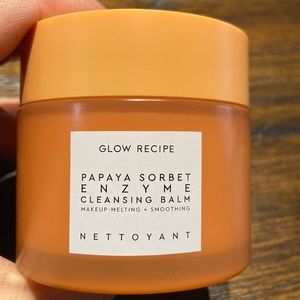 GLOW RECIPE
PAPAYA SORBET
ENZYME
CLEANSING BALM
MAKEUP-MELTING + SMOOTHING
NETTOYANT